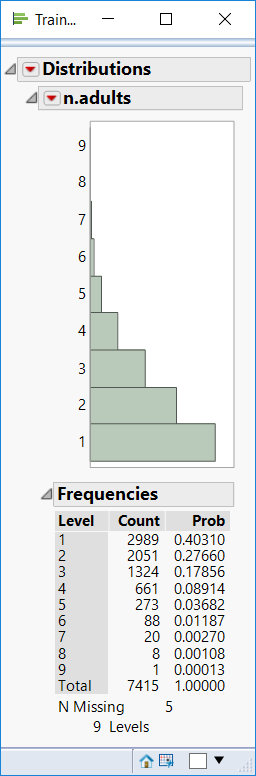 Train...
Distributions
n.adults
9
8
7
6
5
4
3
2
1
Frequencies
Level Count Prob
1 2989 0.40310
2 2051 0.27660
3 1324 0.17856
4 661 0.08914
5 273 0.03682
6 88 0.01187
7 20 0.00270
8 8 0.00108
9 1 0.00013
Total 7415 1.00000
N Missing 5
9 Levels